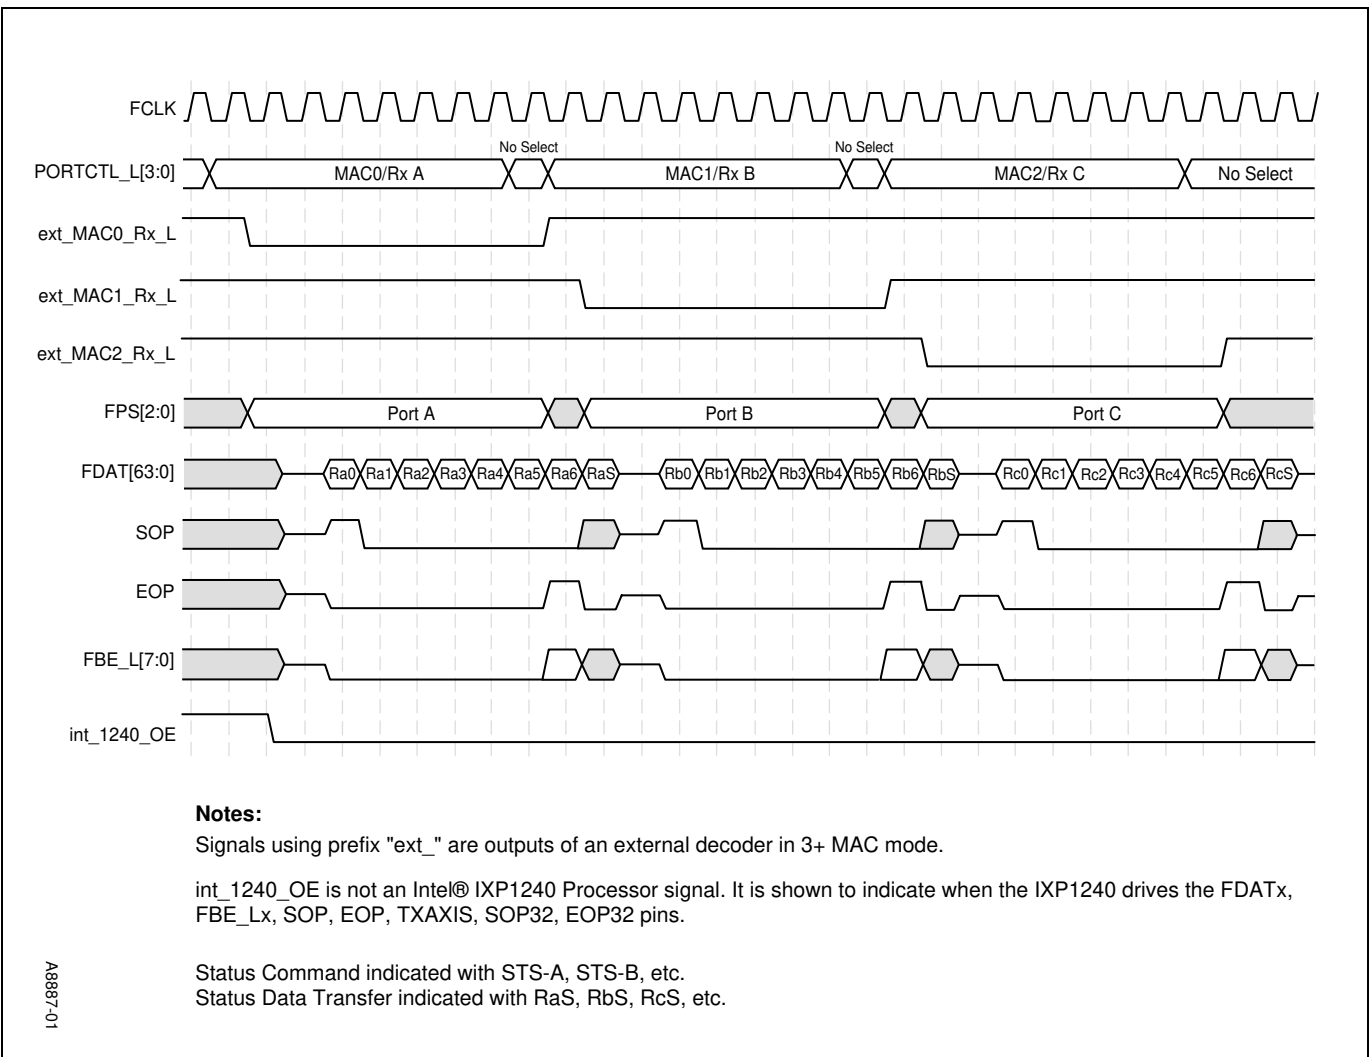 FCLK
No Select No Select
PORTCTL_L[3:0] MAC0/Rx A MAC1/Rx B MAC2/Rx C No Select
ext_MAC0_Rx_L
ext_MAC1_Rx_L
ext_MAC2_Rx_L
FPS[2:0] Port A Port B Port C
FDAT[63:0] Ra0 Ra1 Ra2 Ra3 Ra4 Ra5 Ra6 RaS Rb0 Rb1 Rb2 Rb3 Rb4 Rb5 Rb6 RbS Rc0 Rc1 Rc2 Rc3 Rc4 Rc5 Rc6 RcS
SOP
EOP
FBE_L[7:0]
int_1240_OE
Notes:
Signals using prefix "ext_" are outputs of an external decoder in 3+ MAC mode.
int_1240_OE is not an Intel® IXP1240 Processor signal. It is shown to indicate when the IXP1240 drives the FDATx,
FBE_Lx, SOP, EOP, TXAXIS, SOP32, EOP32 pins.
Status Command indicated with STS-A, STS-B, etc.
Status Data Transfer indicated with RaS, RbS, RcS, etc.
A8887-01